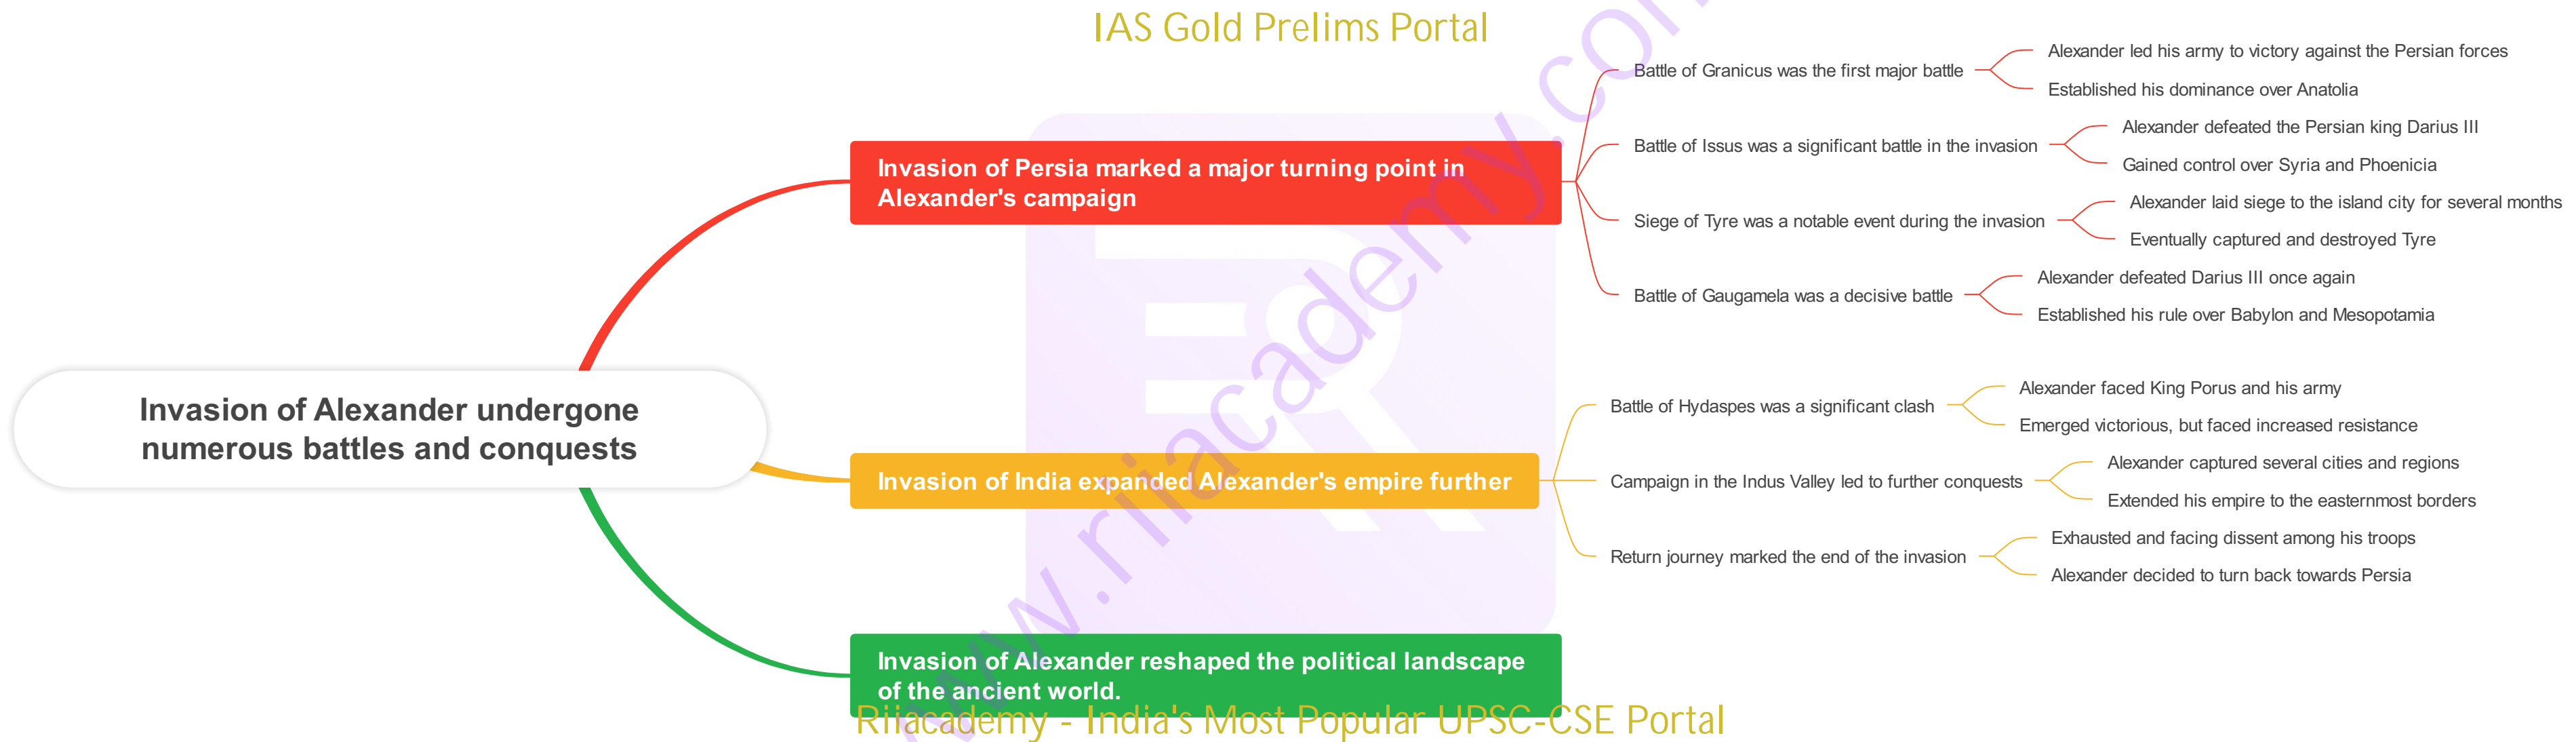 IAS Gold Prelims Portal
Invasion of Alexander undergone
numerous battles and conquests
Invasion of Persia marked a major turning point in
Alexander's campaign
Battle of Granicus was the first major battle
Alexander led his army to victory against the Persian forces
Established his dominance over Anatolia
Battle of Issus was a significant battle in the invasion
Alexander defeated the Persian king Darius III
Gained control over Syria and Phoenicia
Siege of Tyre was a notable event during the invasion
Alexander laid siege to the island city for several months
Eventually captured and destroyed Tyre
Battle of Gaugamela was a decisive battle
Alexander defeated Darius III once again
Established his rule over Babylon and Mesopotamia
Invasion of India expanded Alexander's empire further
Battle of Hydaspes was a significant clash
Alexander faced King Porus and his army
Emerged victorious, but faced increased resistance
Campaign in the Indus Valley led to further conquests
Alexander captured several cities and regions
Extended his empire to the easternmost borders
Return journey marked the end of the invasion
Exhausted and facing dissent among his troops
Alexander decided to turn back towards Persia
Invasion of Alexander reshaped the political landscape
of the ancient world.
Riiacademy - India's Most Popular UPSC-CSE Portal
www.riiacademy.com